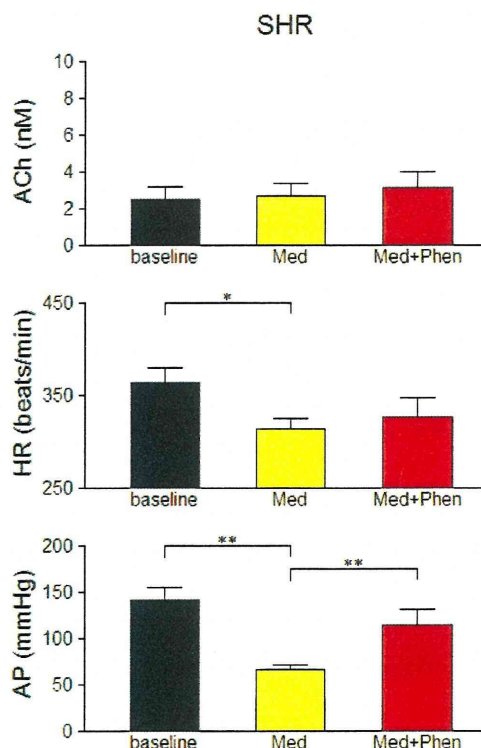 SHR
ACh (nM)
10
8
6
4
2
0
baseline Med Med+Phen
HR (beats/min)
450
350
250
*
baseline Med Med+Phen
AP (mmHg)
200
150
100
50
0
**
**
baseline Med Med+Phen